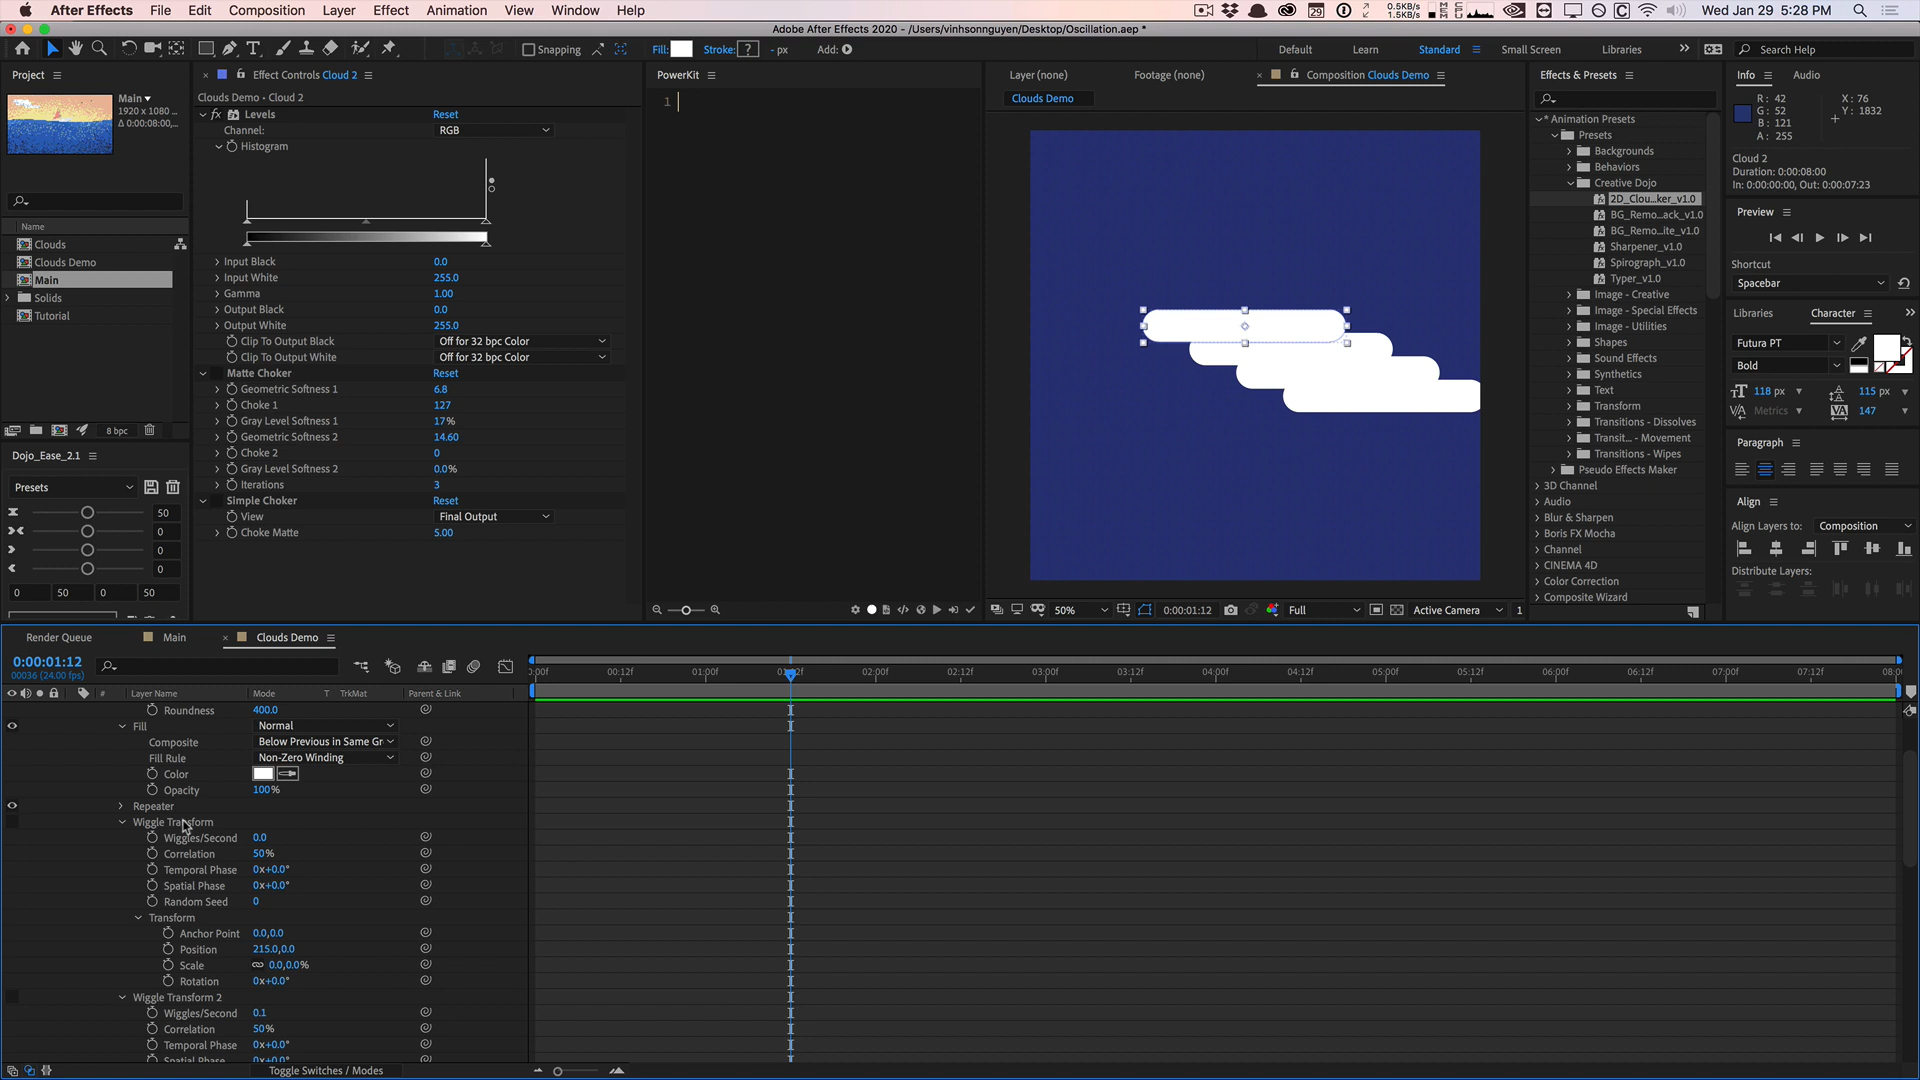 After Effects File Edit Composition Layer Effect Animation View Window Help
0.5KB/s
1.5KB/s
Wed Jan 29 5:28 PM
Adobe After Effects 2020 - /Users/vinhsonnguyen/Desktop/Oscillation.aep *
Snapping
Fill:
Stroke: ?
- px
Add:
Default Learn Standard Small Screen Libraries
Search Help
Project
Main
1920 x 1080 ...
Δ 0:00:08:00,...
Name
Clouds
Clouds Demo
Main
Solids
Tutorial
8 bpc
Dojo_Ease_2.1
Presets
50
0
0
0
0 50 0 50
Effect Controls Cloud 2
Clouds Demo • Cloud 2
fx Levels Reset
Channel: RGB
Histogram
Input Black 0.0
Input White 255.0
Gamma 1.00
Output Black 0.0
Output White 255.0
Clip To Output Black Off for 32 bpc Color
Clip To Output White Off for 32 bpc Color
Matte Choker Reset
Geometric Softness 1 6.8
Choke 1 127
Gray Level Softness 1 17%
Geometric Softness 2 14.60
Choke 2 0
Gray Level Softness 2 0.0%
Iterations 3
Simple Choker Reset
View Final Output
Choke Matte 5.00
PowerKit
1
Layer (none) Footage (none) Composition Clouds Demo
Clouds Demo
50% 0:00:01:12 Full Active Camera 1
Effects & Presets
* Animation Presets
Presets
Backgrounds
Behaviors
Creative Dojo
2D_Clou...ker_v1.0
BG_Remo...ack_v1.0
BG_Remo...ite_v1.0
Sharpener_v1.0
Spirograph_v1.0
Typer_v1.0
Image - Creative
Image - Special Effects
Image - Utilities
Shapes
Sound Effects
Synthetics
Text
Transform
Transitions - Dissolves
Transit... - Movement
Transitions - Wipes
Pseudo Effects Maker
3D Channel
Audio
Blur & Sharpen
Boris FX Mocha
Channel
CINEMA 4D
Color Correction
Composite Wizard
Info Audio
R: 42
G: 52
B: 121
A: 255
X: 76
Y: 1832
Cloud 2
Duration: 0:00:08:00
In: 0:00:00:00, Out: 0:00:07:23
Preview
Shortcut
Spacebar
Libraries Character
Futura PT
Bold
118 px 115 px
Metrics 147
Paragraph
Align
Align Layers to: Composition
Distribute Layers:
Render Queue Main Clouds Demo
0:00:01:12
00036 (24.00 fps)
# Layer Name Mode T TrkMat Parent & Link
:00f 00:12f 01:00f 02:00f 02:12f 03:00f 03:12f 04:00f 04:12f 05:00f 05:12f 06:00f 06:12f 07:00f 07:12f
Roundness 400.0
Fill Normal
Composite Below Previous in Same Gr
Fill Rule Non-Zero Winding
Color
Opacity 100%
Repeater
Wiggle Transform
Wiggles/Second 0.0
Correlation 50%
Temporal Phase 0x+0.0°
Spatial Phase 0x+0.0°
Random Seed 0
Transform
Anchor Point 0.0,0.0
Position 215.0,0.0
Scale 0.0,0.0%
Rotation 0x+0.0°
Wiggle Transform 2
Wiggles/Second 0.1
Correlation 50%
Temporal Phase 0x+0.0°
Spatial Phase 0x+0.0°
Toggle Switches / Modes